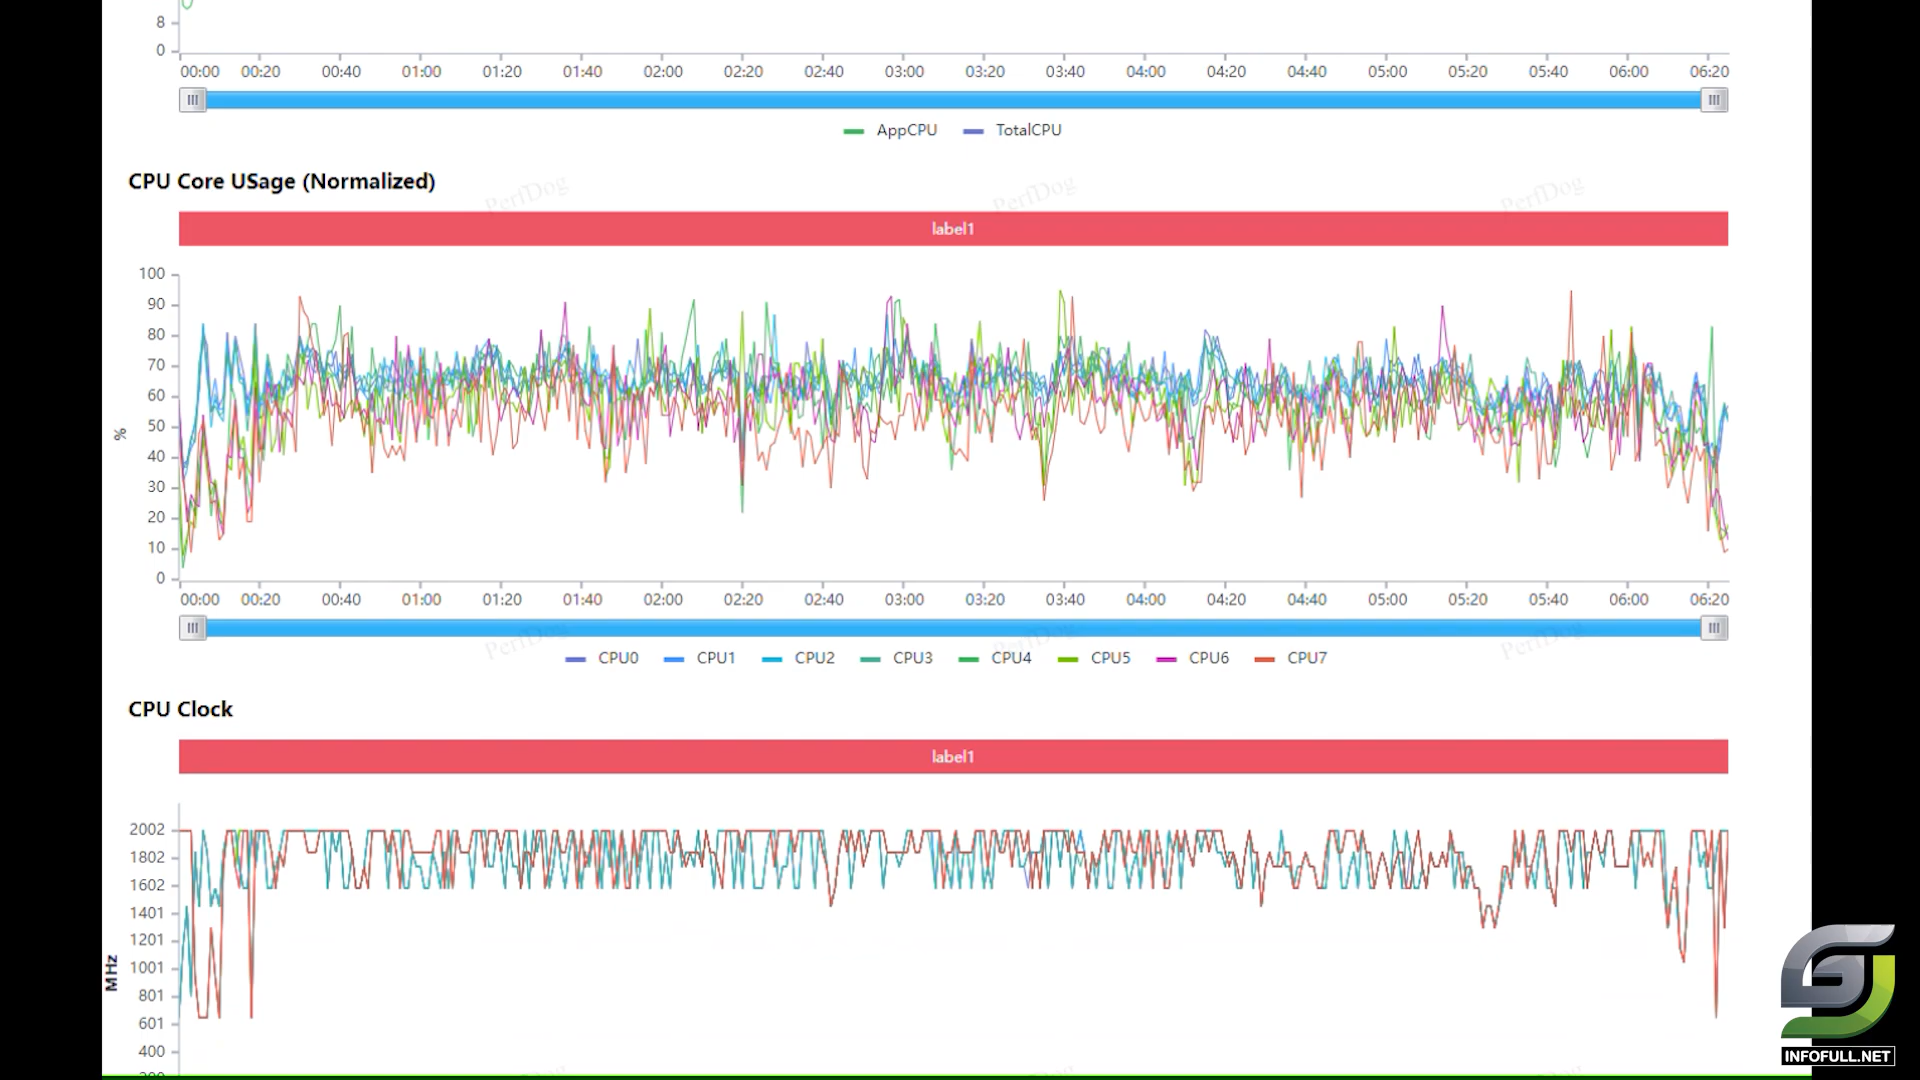 8
0
00:00 00:20 00:40 01:00 01:20 01:40 02:00 02:20 02:40 03:00 03:20 03:40 04:00 04:20 04:40 05:00 05:20 05:40 06:00 06:20
AppCPU TotalCPU
CPU Core USage (Normalized)
PerfDog PerfDog PerfDog
label1
100
90
80
70
60
50
%
40
30
20
10
0
00:00 00:20 00:40 01:00 01:20 01:40 02:00 02:20 02:40 03:00 03:20 03:40 04:00 04:20 04:40 05:00 05:20 05:40 06:00 06:20
PerfDog PerfDog PerfDog
CPU0 CPU1 CPU2 CPU3 CPU4 CPU5 CPU6 CPU7
CPU Clock
label1
2002
1802
1602
1401
1201
MHz
1001
801
601
400
INFOFULL.NET